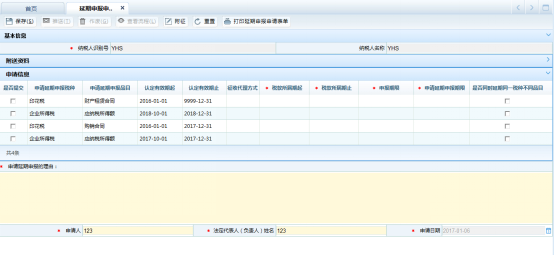 首页 延期申报申... ×
保存(S) 解送(I) 作废(D) 查看流程(L) 附证 重置 打印延期申报申请表单
基本信息
* 纳税人识别号 YHS * 纳税人名称 YHS
附送资料
申请信息
是否提交 申请延期申报税种 申请延期申报品目 认定有效期起 认定有效期止 征收代理方式 * 税款所属期起 * 税款所属期止 * 申报期限 * 申请延期申报期限 是否同时延期同一税种不同品目
印花税 财产租赁合同 2016-01-01 9999-12-31
企业所得税 应纳税所得额 2018-10-01 2018-12-31
印花税 购销合同 2016-01-01 2017-12-31
企业所得税 应纳税所得额 2017-10-01 2017-12-31
共4条
* 申请延期申报的理由：
* 申请人 123 * 法定代表人（负责人）姓名 123 * 申请日期 2017-01-06